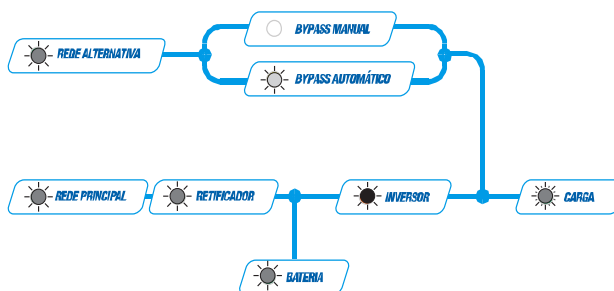 BYPASS MANUAL
REDE ALTERNATIVA
BYPASS AUTOMÁTICO
REDE PRINCIPAL
RETIFICADOR
INVERSOR
CARGA
BATERIA